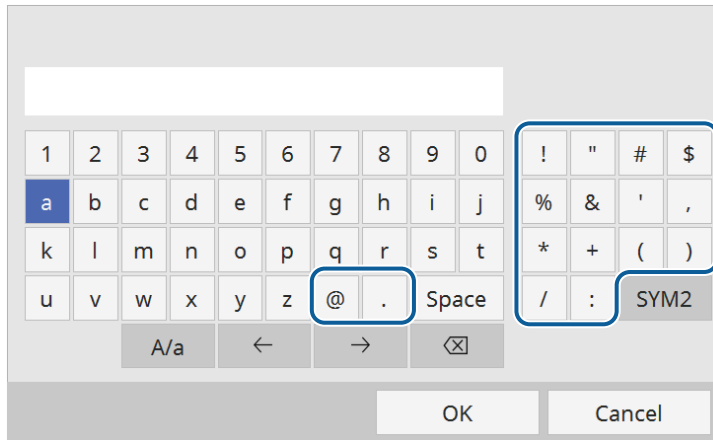 1 2 3 4 5 6 7 8 9 0 ! " # $
a b c d e f g h i j % & ' ,
k l m n o p q r s t * + ( )
u v w x y z @ . Space / : SYM2
A/a ← →
OK Cancel